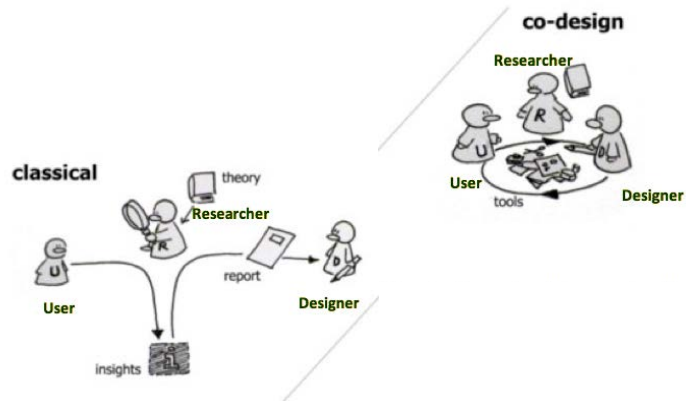 co-design
Researcher
R
U
D
User
Designer
tools
classical
theory
Researcher
R
U
D
report
User
Designer
insights
i